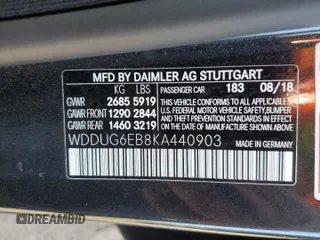 MFD BY DAIMLER AG STUTTGART
KG LBS PASSENGER CAR 183 08/18
GVWR 2685 5919
GAWR FRONT 1290 2844
GAWR REAR 1460 3219
THIS VEHICLE CONFORMS TO ALL APPLICABLE
U.S. FEDERAL MOTOR VEHICLE SAFETY, BUMPER,
AND THEFT PREVENTION STANDARDS IN EFFECT
ON THE DATE OF MANUFACTURE SHOWN ABOVE.
WDDUG6EB8KA440903
MADE IN GERMANY
DREAMBID